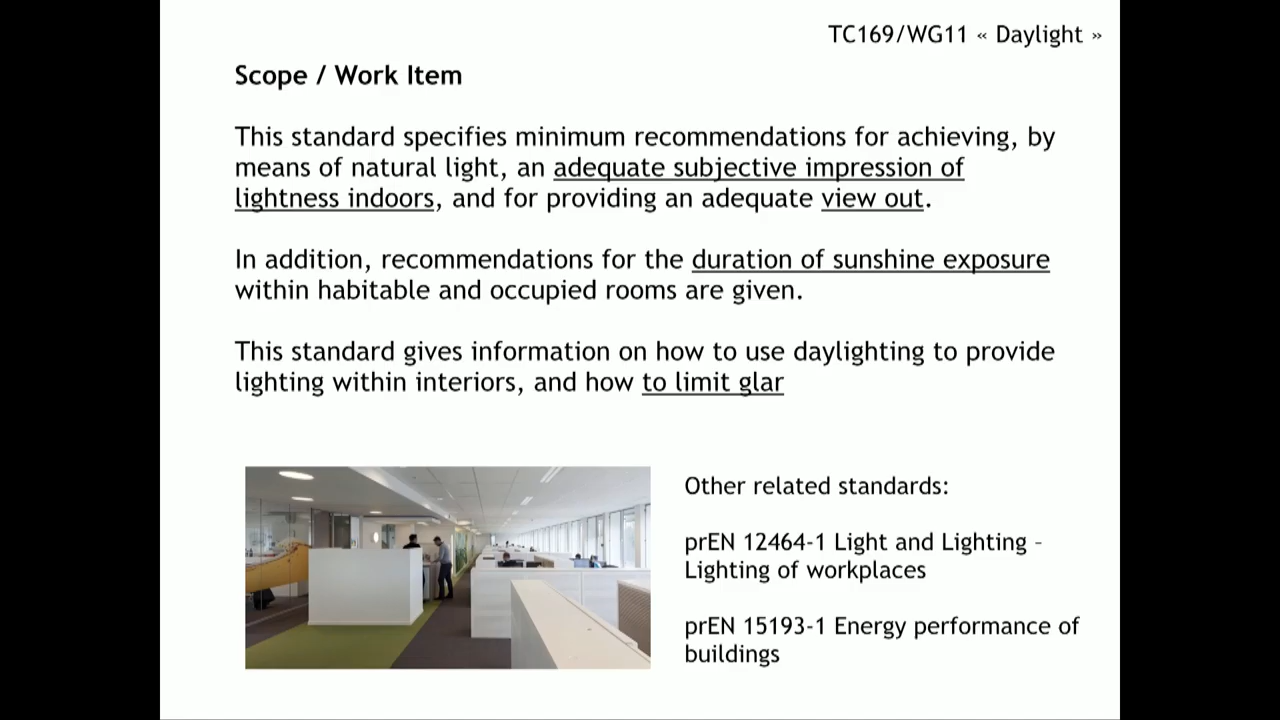 TC169/WG11 « Daylight »
Scope / Work Item
This standard specifies minimum recommendations for achieving, by
means of natural light, an adequate subjective impression of
lightness indoors, and for providing an adequate view out.
In addition, recommendations for the duration of sunshine exposure
within habitable and occupied rooms are given.
This standard gives information on how to use daylighting to provide
lighting within interiors, and how to limit glar
Other related standards:
prEN 12464-1 Light and Lighting –
Lighting of workplaces
prEN 15193-1 Energy performance of
buildings